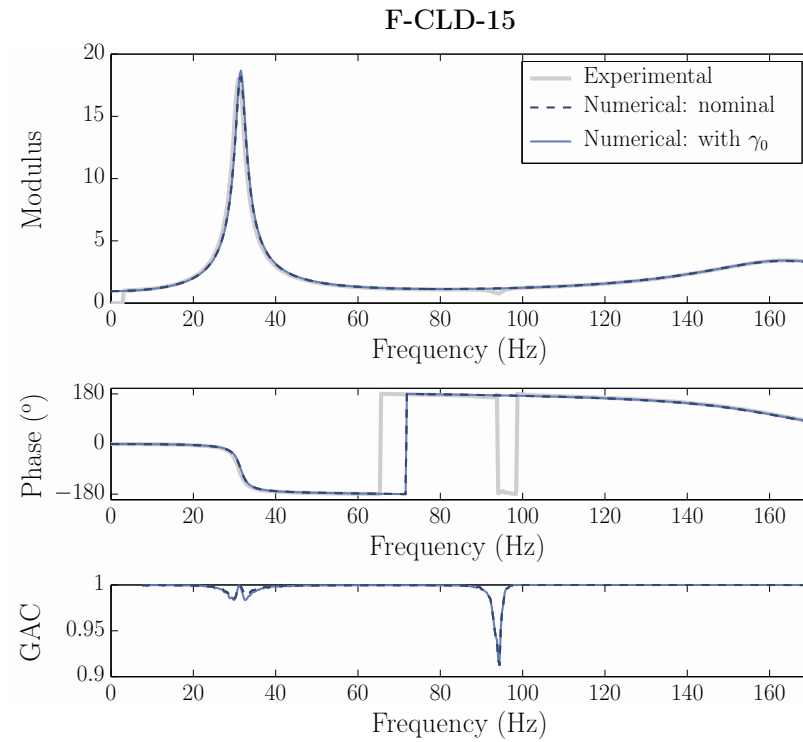 F-CLD-15
Modulus
20
15
10
5
0
Experimental
Numerical: nominal
Numerical: with γ₀
0 20 40 60 80 100 120 140 160
Frequency (Hz)
Phase (°)
180
0
−180
0 20 40 60 80 100 120 140 160
Frequency (Hz)
GAC
1
0.95
0.9
0 20 40 60 80 100 120 140 160
Frequency (Hz)